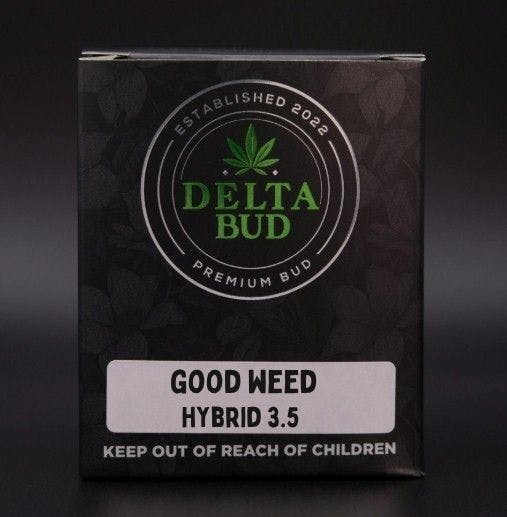 ESTABLISHED 2022
DELTA
BUD
PREMIUM BUD
GOOD WEED
HYBRID 3.5
KEEP OUT OF REACH OF CHILDREN